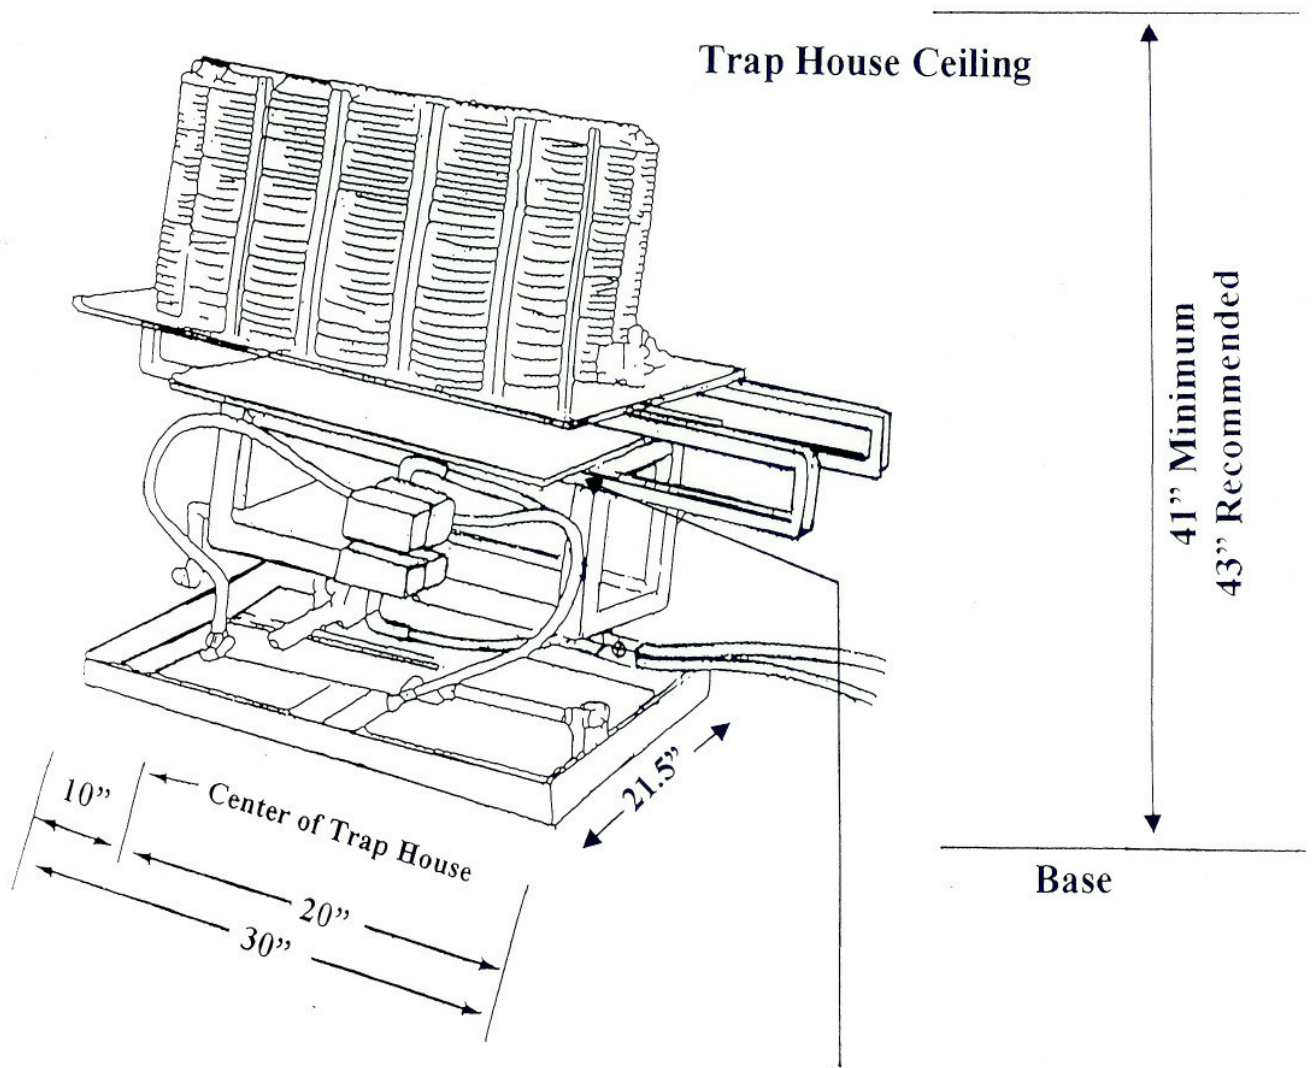 Trap House Ceiling
41” Minimum
43” Recommended
21.5”
10”
Center of Trap House
20”
30”
Base